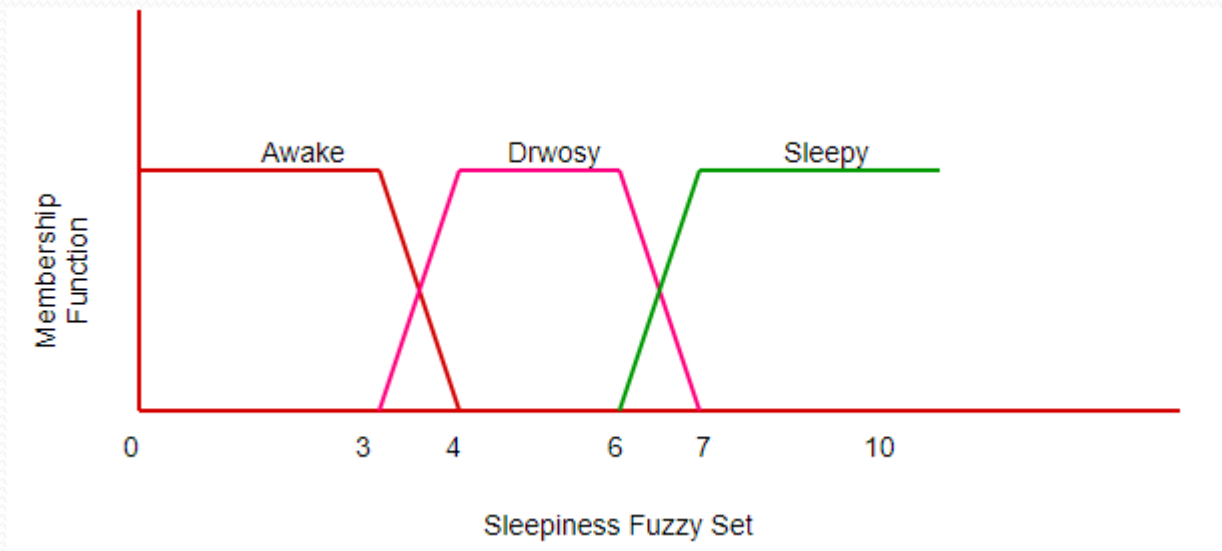 Awake
Drwosy
Sleepy
Membership
Function
0
3
4
6
7
10
Sleepiness Fuzzy Set